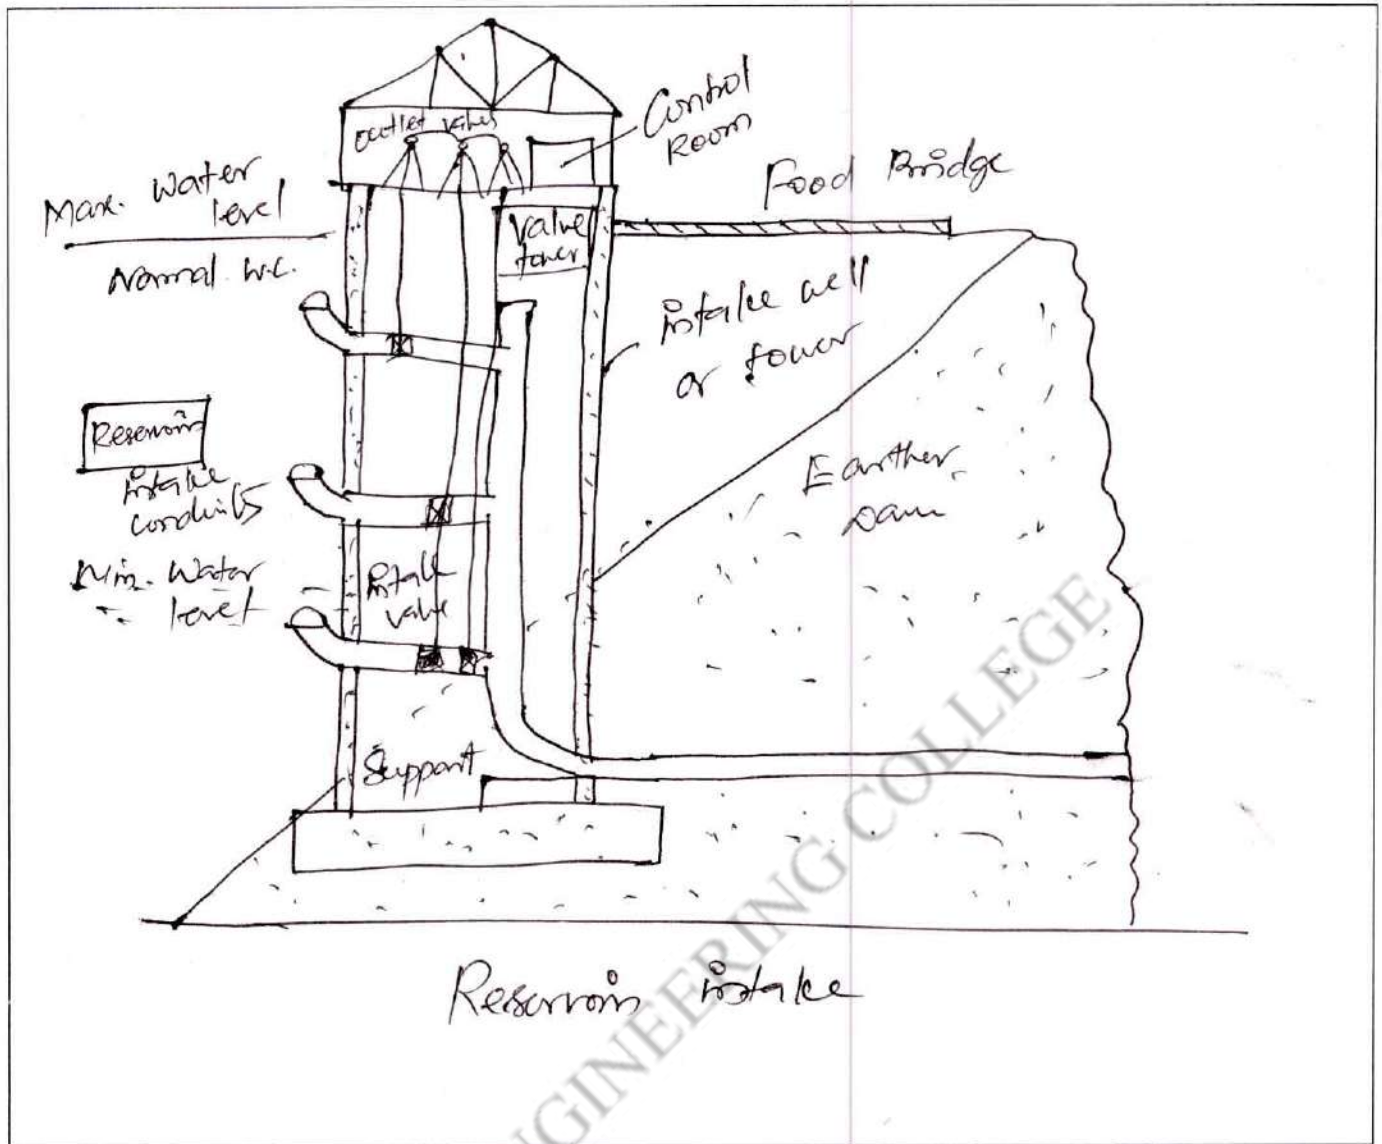 outlet valves
Control
Room
Max. Water
level
Food Bridge
Valve
tower
Normal W.L.
intake well
or tower
Reservoir
intake
conduits
Earther
Dam
Min. Water
level
intake
valve
Support
Reservoir intake
ENGINEERING COLLEGE